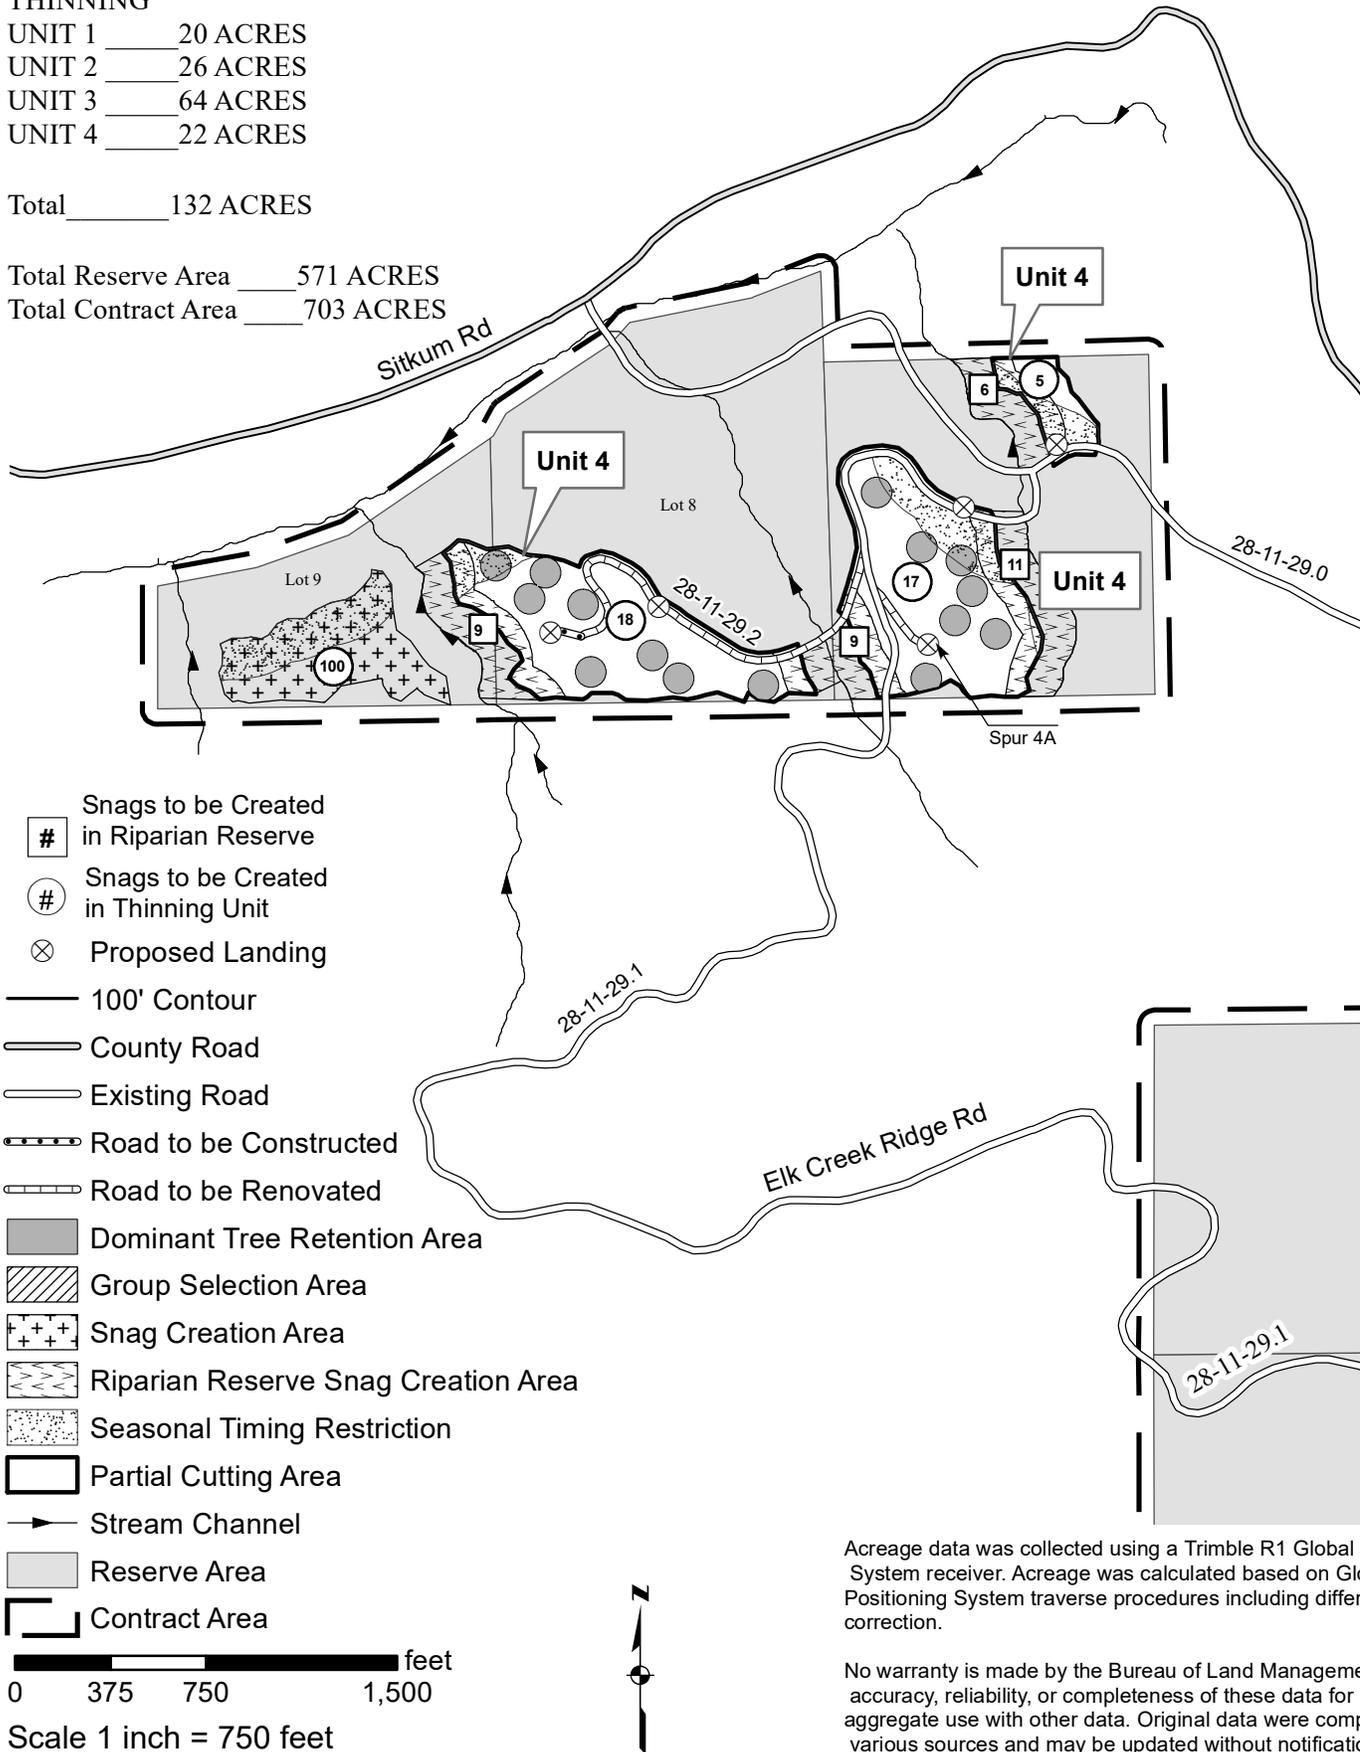 THINNING
UNIT 1 _____20 ACRES
UNIT 2 _____26 ACRES
UNIT 3 _____64 ACRES
UNIT 4 _____22 ACRES
Total_______132 ACRES
Total Reserve Area ____571 ACRES
Total Contract Area ____703 ACRES
Sitkum Rd
Unit 4
6
5
Unit 4
Lot 8
28-11-29.0
Lot 9
28-11-29.2
17
11
Unit 4
9
18
9
100
Spur 4A
Snags to be Created
in Riparian Reserve
#
Snags to be Created
in Thinning Unit
#
Proposed Landing
100' Contour
County Road
Existing Road
Road to be Constructed
Road to be Renovated
Dominant Tree Retention Area
Group Selection Area
Snag Creation Area
Riparian Reserve Snag Creation Area
Seasonal Timing Restriction
Partial Cutting Area
Stream Channel
Reserve Area
Contract Area
28-11-29.1
Elk Creek Ridge Rd
28-11-29.1
feet
0 375 750 1,500
Scale 1 inch = 750 feet
N
Acreage data was collected using a Trimble R1 Global
System receiver. Acreage was calculated based on Glo
Positioning System traverse procedures including differ
correction.
No warranty is made by the Bureau of Land Manageme
accuracy, reliability, or completeness of these data for
aggregate use with other data. Original data were comp
various sources and may be updated without notificatio